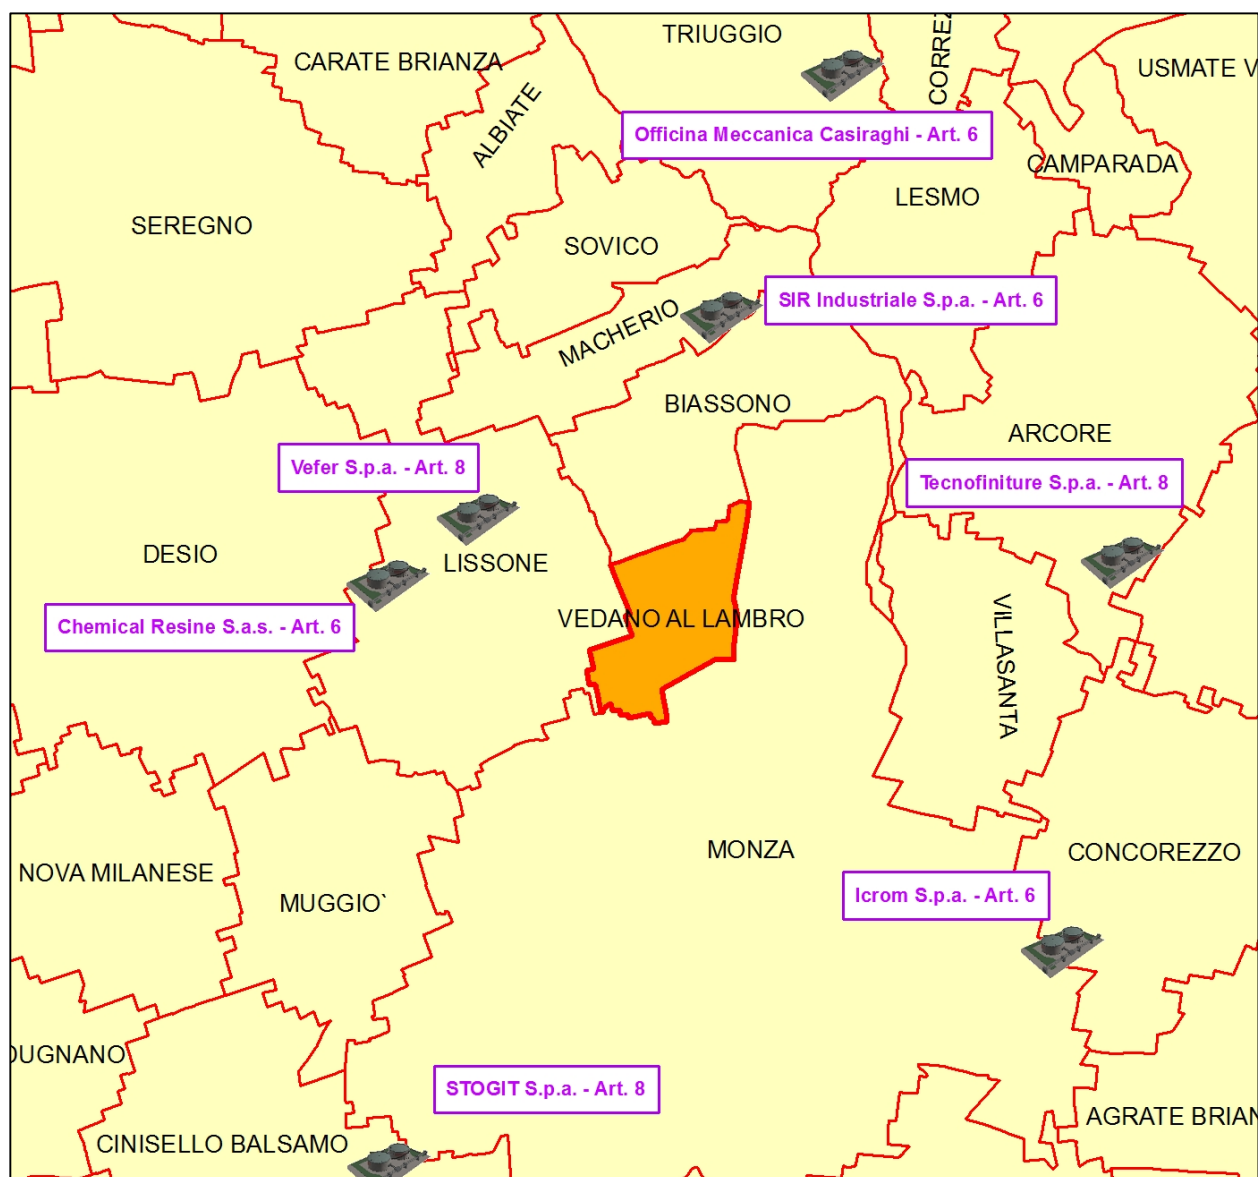 TRIUGGIO
CARATE BRIANZA
CORREZ
USMATE V
ALBIATE
Officina Meccanica Casiraghi - Art. 6
CAMPARADA
LESMO
SEREGNO
SOVICO
SIR Industriale S.p.a. - Art. 6
MACHERIO
BIASSONO
ARCORE
Vefer S.p.a. - Art. 8
Tecnofiniture S.p.a. - Art. 8
DESIO
LISSONE
VEDANO AL LAMBRO
Chemical Resine S.a.s. - Art. 6
VILLASANTA
MONZA
CONCOREZZO
NOVA MILANESE
Icrom S.p.a. - Art. 6
MUGGIO`
DUGNANO
STOGIT S.p.a. - Art. 8
AGRATE BRIAN
CINISELLO BALSAMO